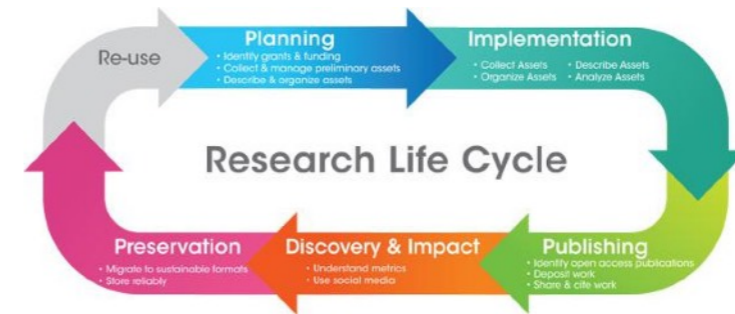 Re-use
Planning
• Identify grants & funding
• Collect & manage preliminary assets
• Describe & organize assets
Implementation
• Collect Assets
• Organize Assets
• Describe Assets
• Analyze Assets
Research Life Cycle
Preservation
• Migrate to sustainable formats
• Store reliably
Discovery & Impact
• Understand metrics
• Use social media
Publishing
• Identify open access publications
• Deposit work
• Share & cite work